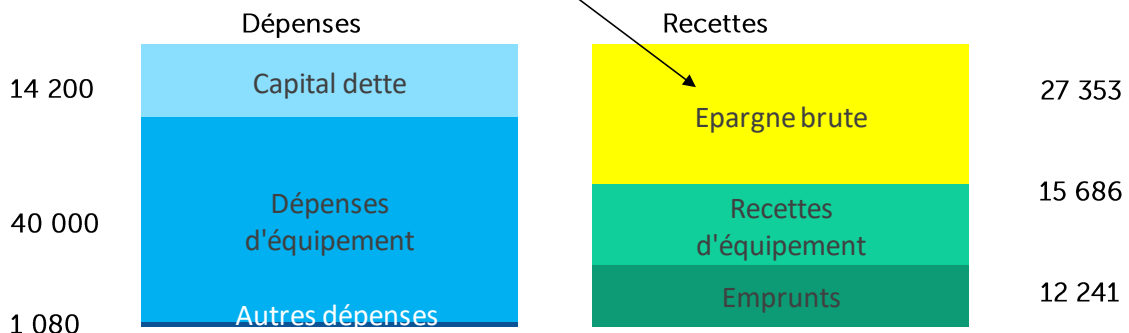 Dépenses
Recettes
14 200
Capital dette
Epargne brute
27 353
40 000
Dépenses
d'équipement
Recettes
d'équipement
15 686
1 080
Autres dépenses
Emprunts
12 241